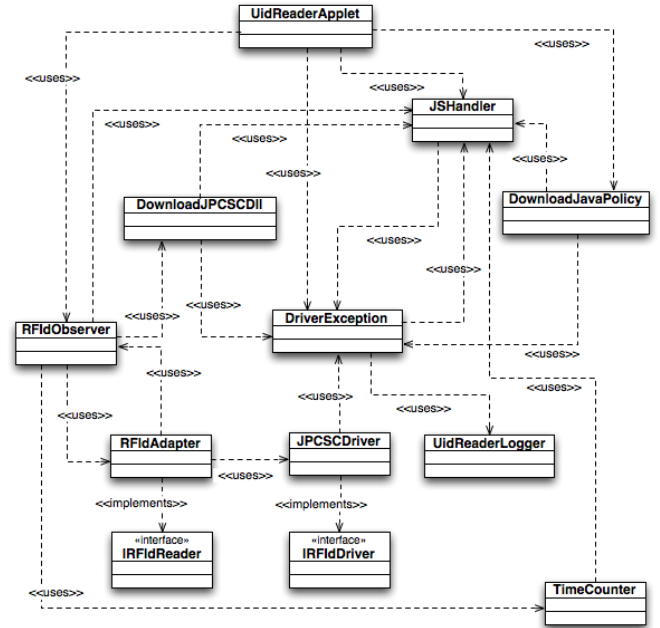 UidReaderApplet
<<uses>>
<<uses>>
<<uses>>
<<uses>>
JSHandler
<<uses>>
<<uses>>
<<uses>>
DownloadJPCSCDll
DownloadJavaPolicy
<<uses>>
<<uses>>
<<uses>>
<<uses>>
<<uses>>
<<uses>>
RFIdObserver
DriverException
<<uses>>
<<uses>>
<<uses>>
<<uses>>
<<uses>>
RFIdAdapter
JPCSCDriver
UidReaderLogger
<<uses>>
<<implements>>
<<implements>>
«interface»
IRFIdReader
«interface»
IRFIdDriver
<<uses>>
TimeCounter